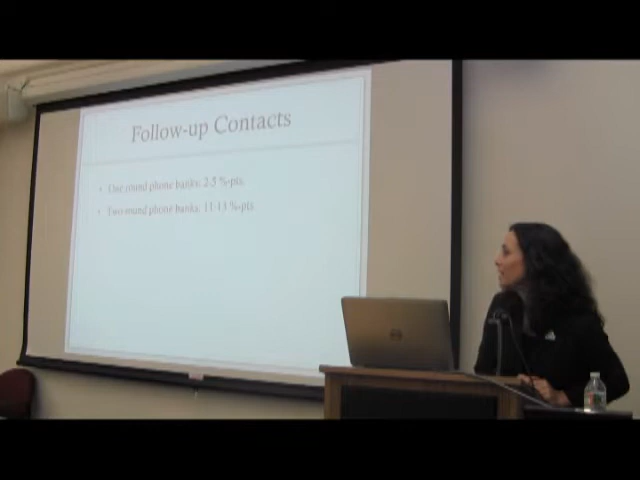 Follow-up Contacts
• One round phone banks: 2-5 %-pts.
• Two round phone banks: 11-13 %-pts.